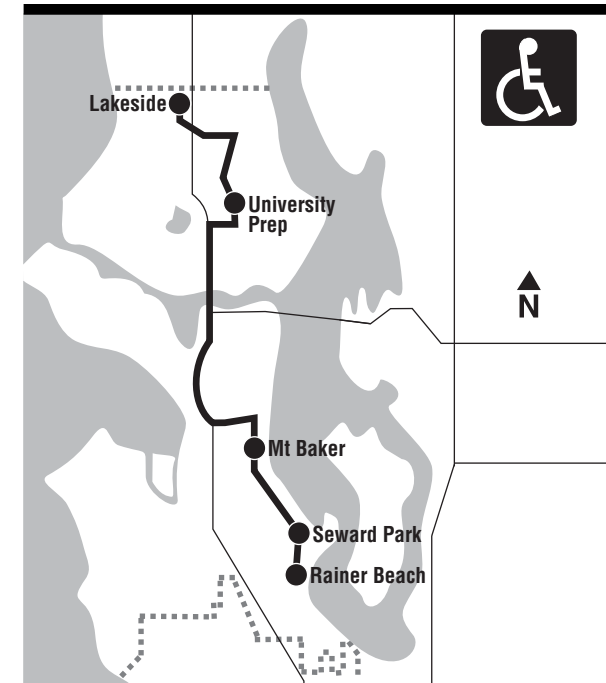 Lakeside
University
Prep
N
Mt Baker
Seward Park
Rainer Beach